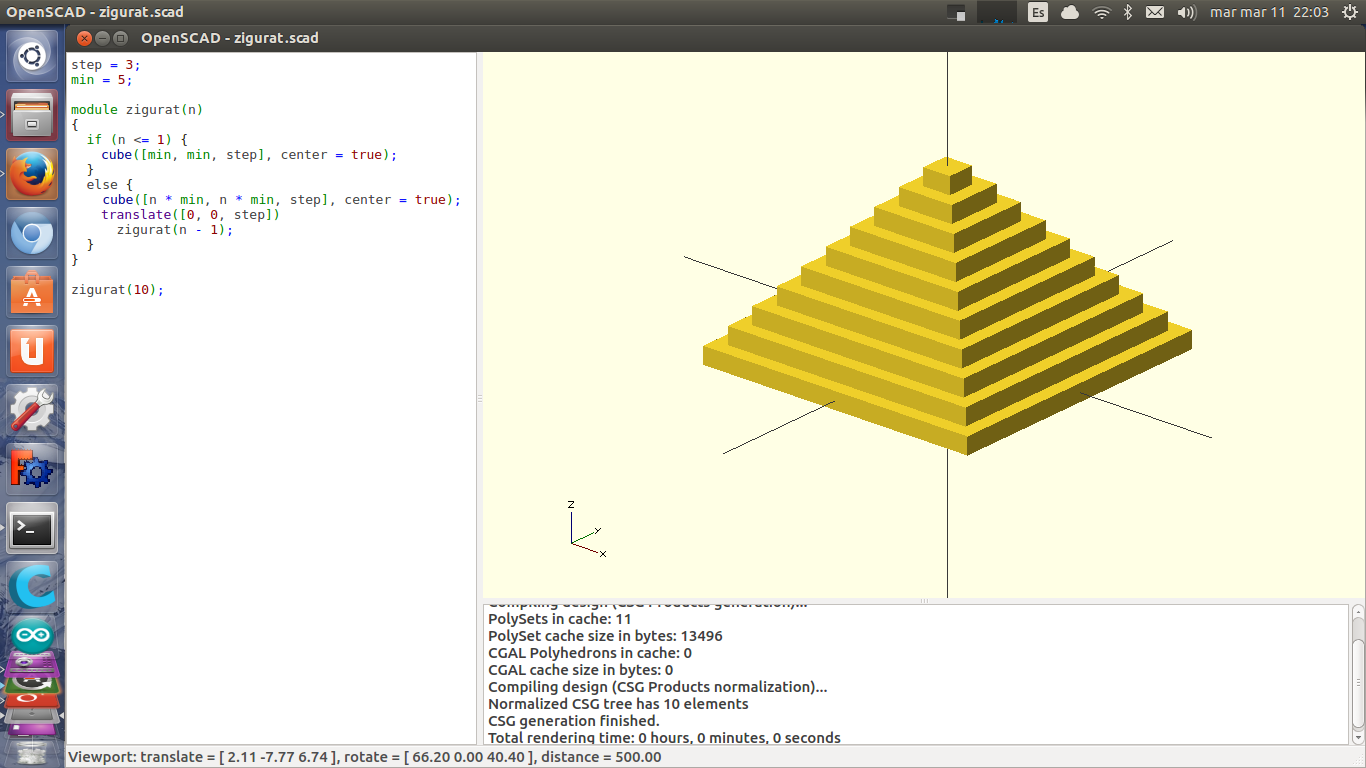 OpenSCAD - zigurat.scad
Es
mar mar 11 22:03
OpenSCAD - zigurat.scad
step = 3;
min = 5;
module zigurat(n)
{
if (n <= 1) {
cube([min, min, step], center = true);
}
else {
cube([n * min, n * min, step], center = true);
translate([0, 0, step])
zigurat(n - 1);
}
}
zigurat(10);
Z
Y
X
Compiling design (CSG Products generation)...
PolySets in cache: 11
PolySet cache size in bytes: 13496
CGAL Polyhedrons in cache: 0
CGAL cache size in bytes: 0
Compiling design (CSG Products normalization)...
Normalized CSG tree has 10 elements
CSG generation finished.
Total rendering time: 0 hours, 0 minutes, 0 seconds
Viewport: translate = [ 2.11 -7.77 6.74 ], rotate = [ 66.20 0.00 40.40 ], distance = 500.00